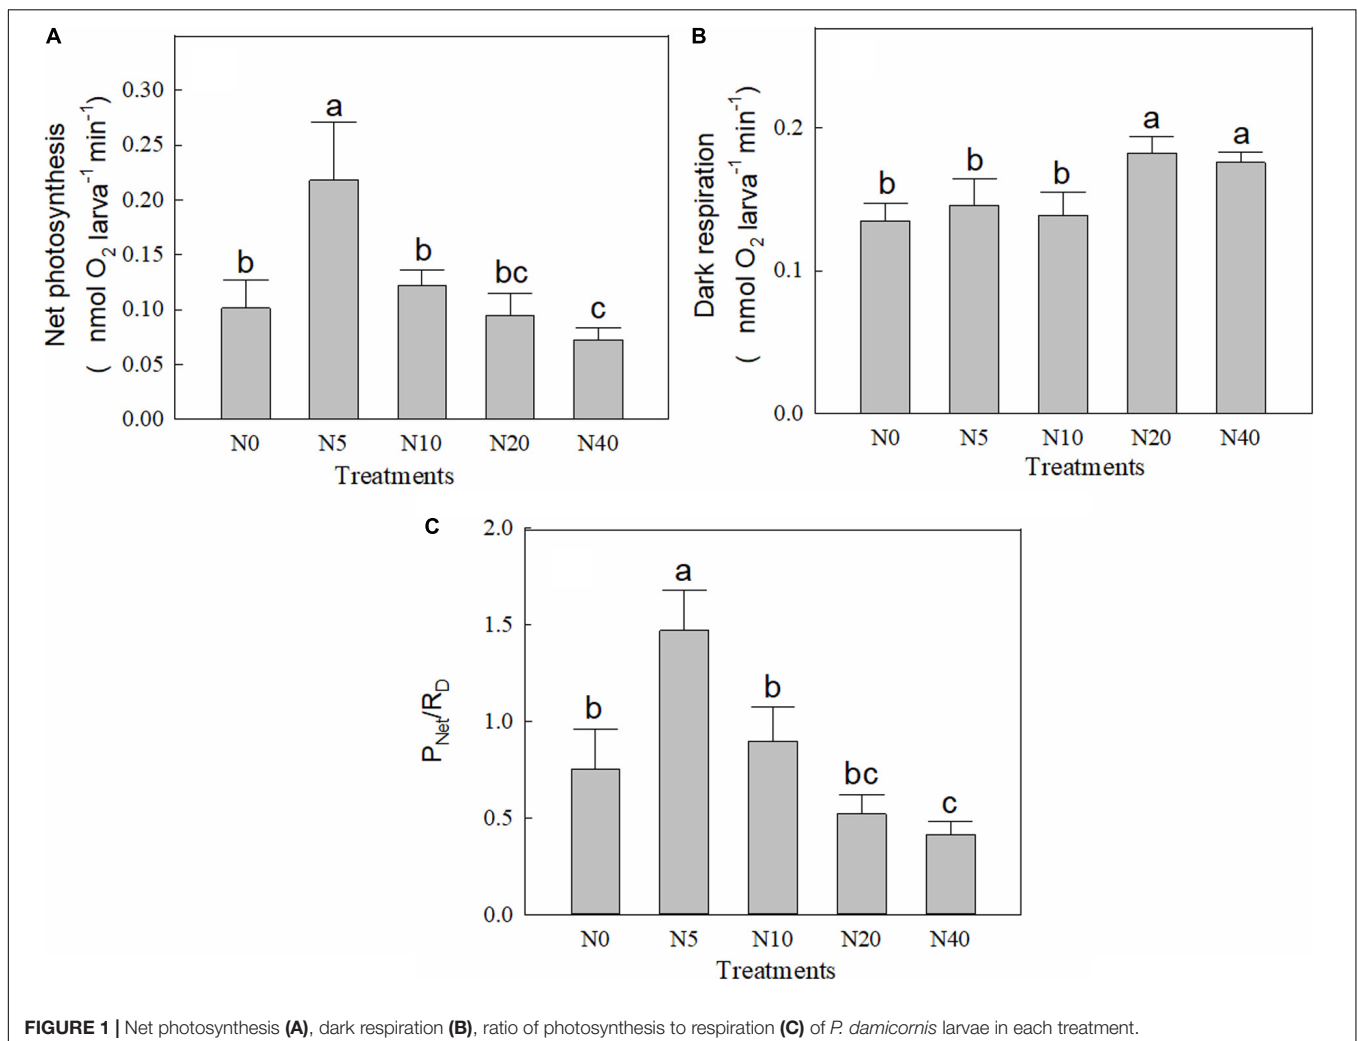 A
Net photosynthesis
( nmol O2 larva-1 min-1)
0.30
0.25
0.20
0.15
0.10
0.05
0.00
b
a
b
bc
c
N0 N5 N10 N20 N40
Treatments
B
Dark respiration
( nmol O2 larva-1 min-1)
0.2
0.1
0.0
b
b
b
a
a
N0 N5 N10 N20 N40
Treatments
C
PNet/RD
2.0
1.5
1.0
0.5
0.0
b
a
b
bc
c
N0 N5 N10 N20 N40
Treatments
FIGURE 1 | Net photosynthesis (A), dark respiration (B), ratio of photosynthesis to respiration (C) of P. damicornis larvae in each treatment.